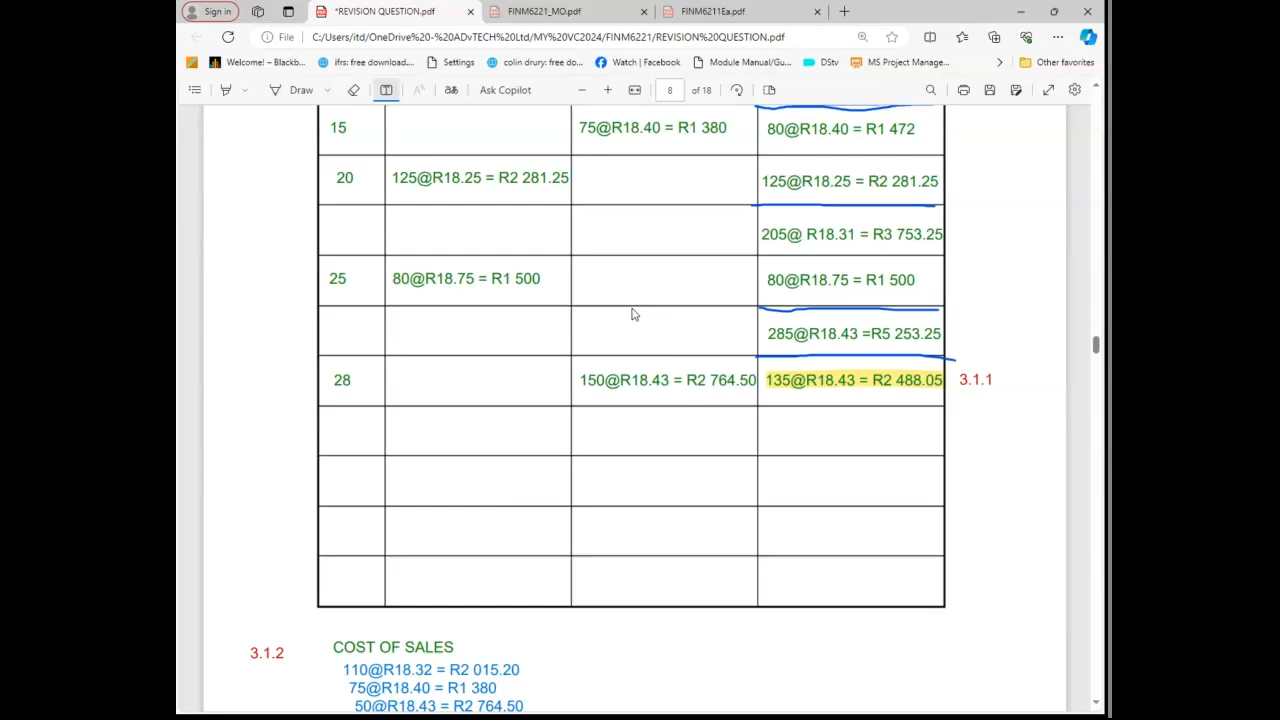 Sign in
*REVISION QUESTION.pdf
FINM6221_MO.pdf
FINM6211Ea.pdf
File
C:/Users/itd/OneDrive%20-%20ADvTECH%20Ltd/MY%20VC2024/FINM6221/REVISION%20QUESTION.pdf
Welcome! – Blackb...
ifrs: free download....
Settings
colin drury: free do...
Watch | Facebook
Module Manual/Gu...
DStv
MS Project Manage...
Other favorites
Draw
Ask Copilot
8 of 18
15 75@R18.40 = R1 380 80@R18.40 = R1 472
20 125@R18.25 = R2 281.25 125@R18.25 = R2 281.25
205@ R18.31 = R3 753.25
25 80@R18.75 = R1 500 80@R18.75 = R1 500
285@R18.43 =R5 253.25
28 150@R18.43 = R2 764.50 135@R18.43 = R2 488.05 3.1.1
3.1.2 COST OF SALES
110@R18.32 = R2 015.20
75@R18.40 = R1 380
50@R18.43 = R2 764.50